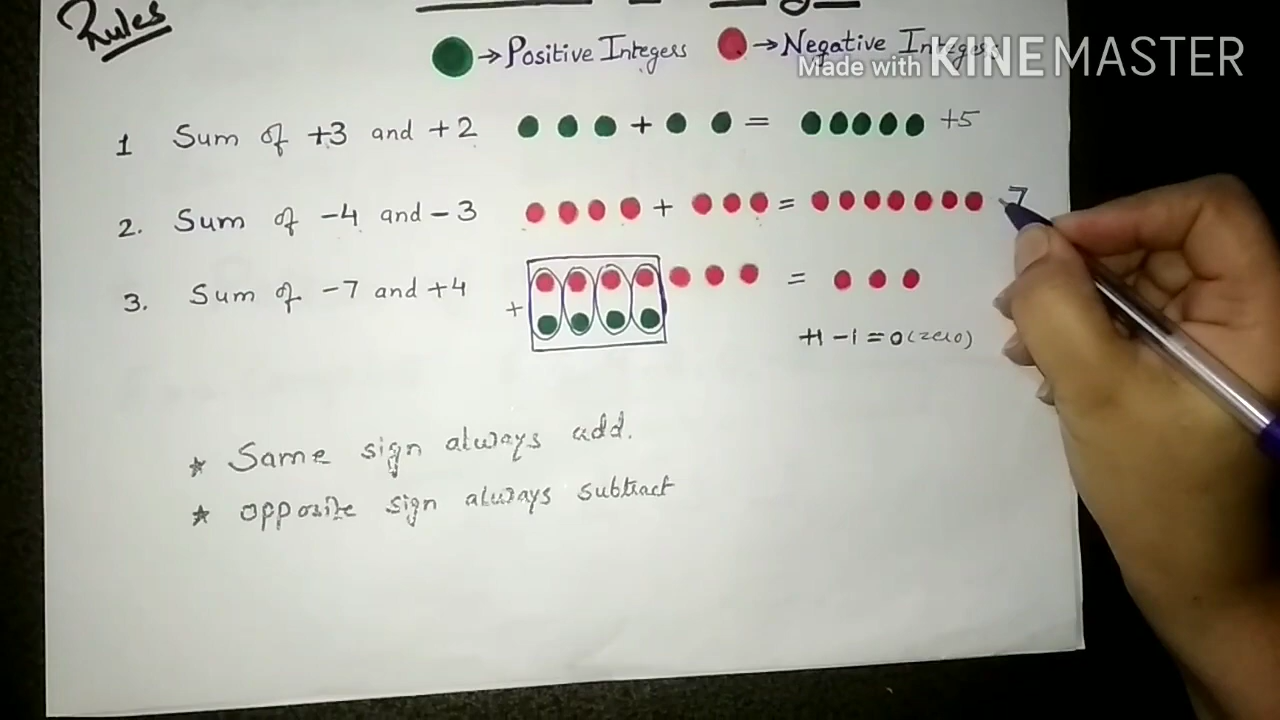 Rules
→ Positive Integers → Negative Integers
Made with KINEMASTER
1 Sum of +3 and +2 + = +5
2. Sum of -4 and -3 + = 7
3. Sum of -7 and +4 + =
+1 -1 = 0 (zero)
★ Same sign always add.
★ opposite sign always subtract